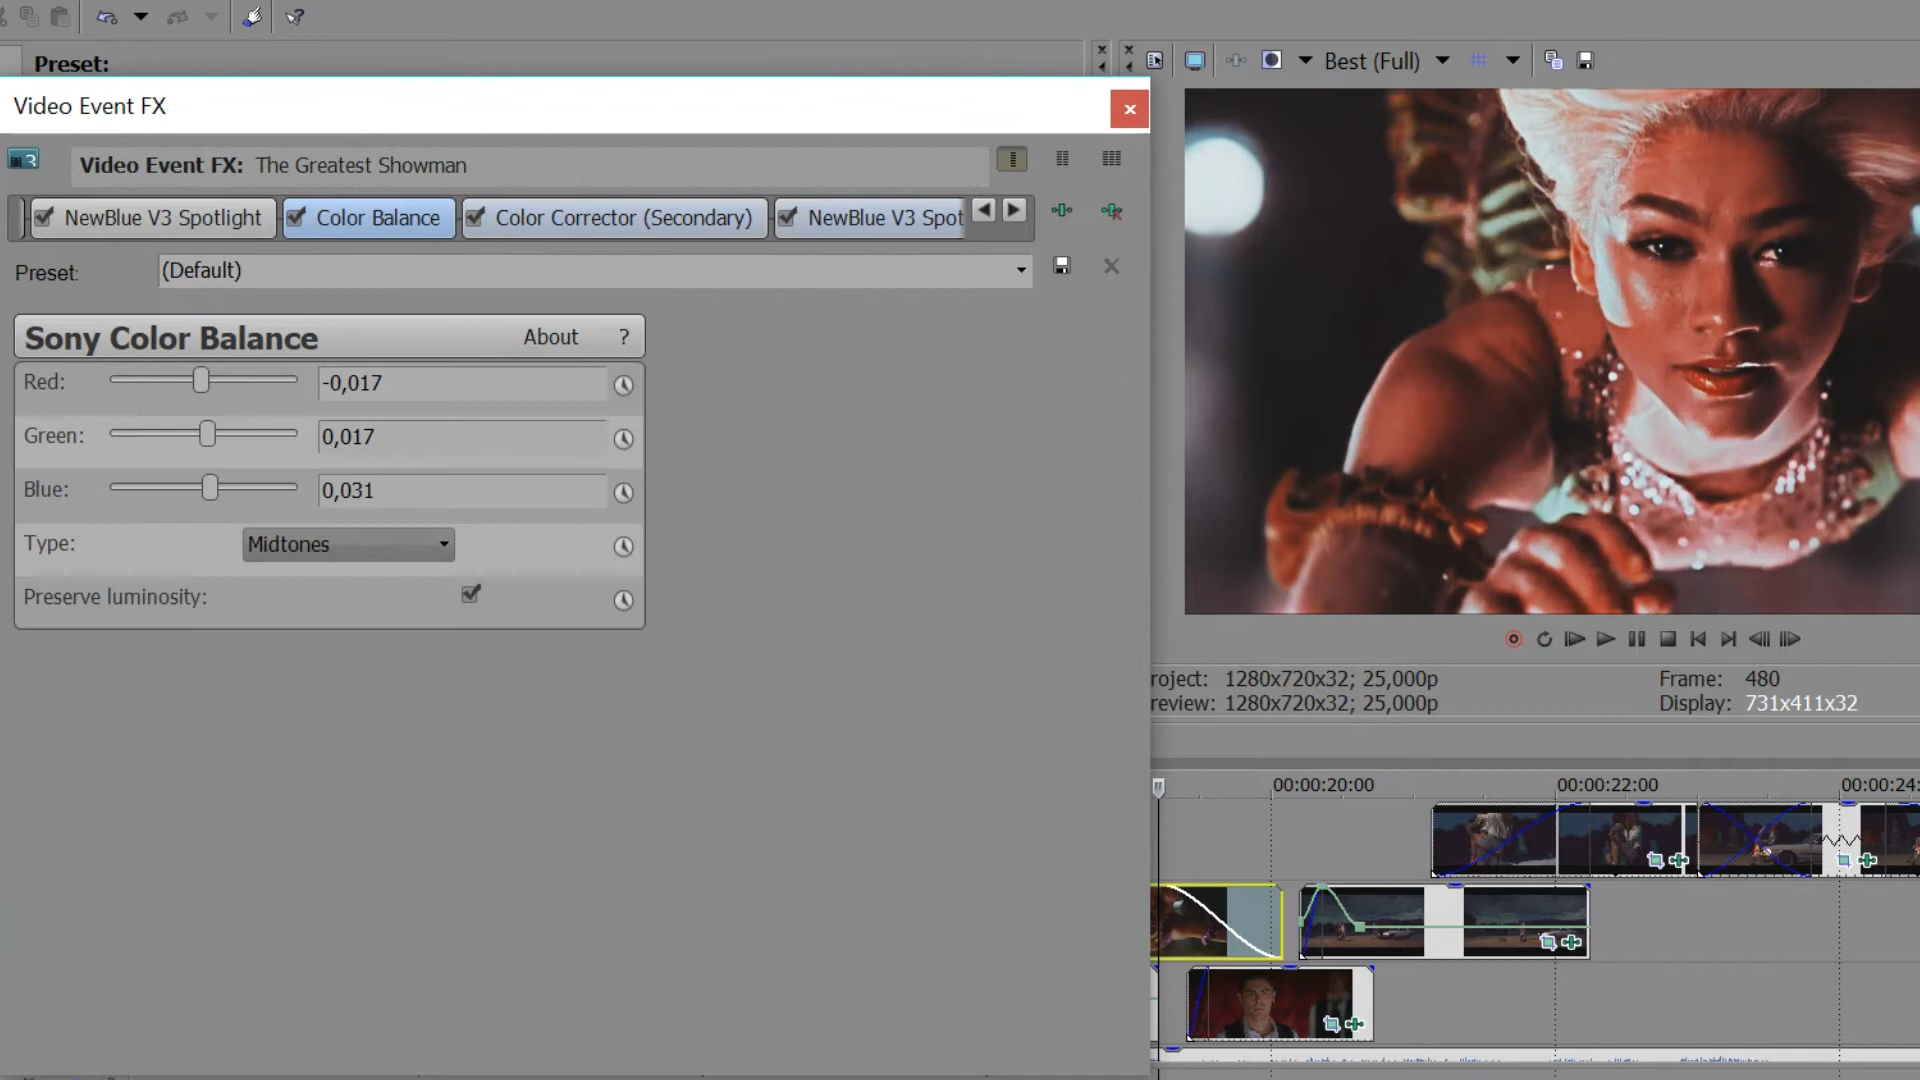 Preset:
Best (Full)
Video Event FX
x
3
Video Event FX: The Greatest Showman
NewBlue V3 Spotlight
Color Balance
Color Corrector (Secondary)
NewBlue V3 Spot
Preset:
(Default)
Sony Color Balance
About
?
Red:
-0,017
Green:
0,017
Blue:
0,031
Type:
Midtones
Preserve luminosity:
roject: 1280x720x32; 25,000p
Frame: 480
review: 1280x720x32; 25,000p
Display: 731x411x32
00:00:20:00
00:00:22:00
00:00:24: